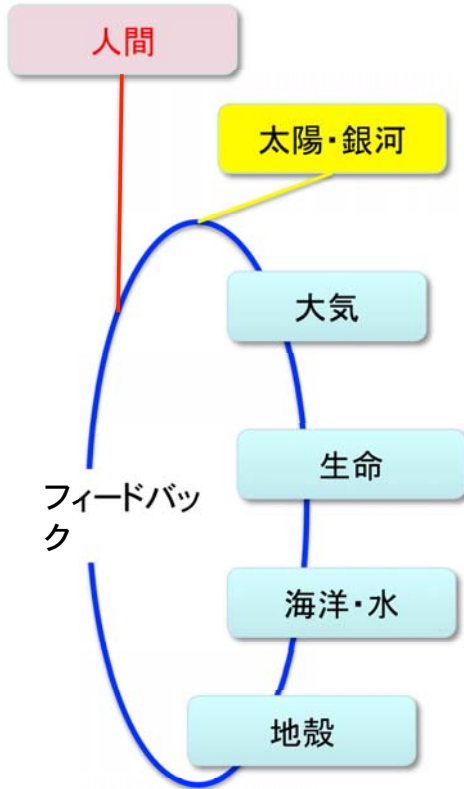 人間
太陽・銀河
大気
生命
フィードバッ
ク
海洋・水
地殻